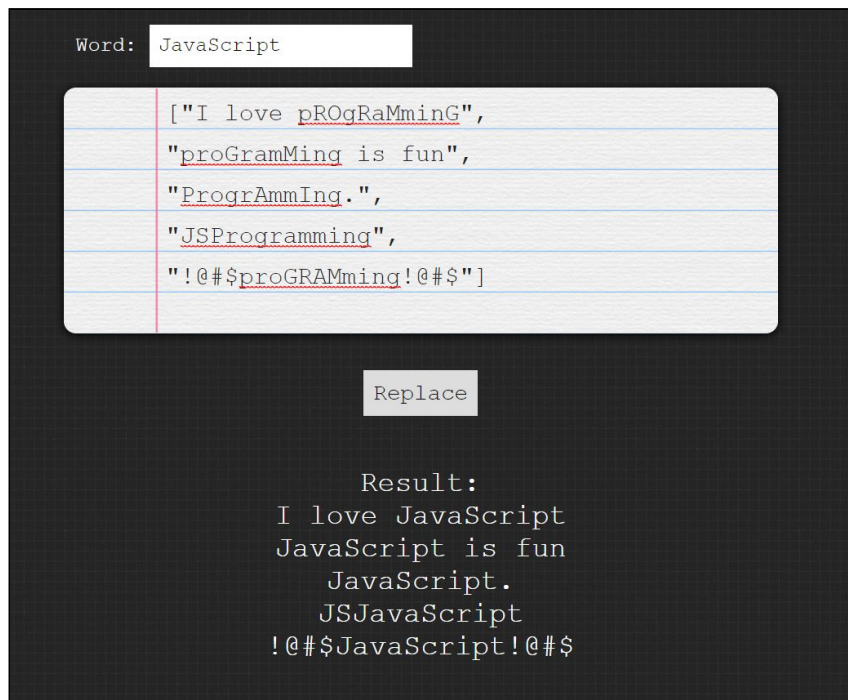 Word: JavaScript
["I love pROgRaMminG",
"proGramMing is fun",
"ProgrAmmIng.",
"JSProgramming",
"!@#$proGRAMming!@#$"]
Replace
Result:
I love JavaScript
JavaScript is fun
JavaScript.
JSJavaScript
!@#$JavaScript!@#$